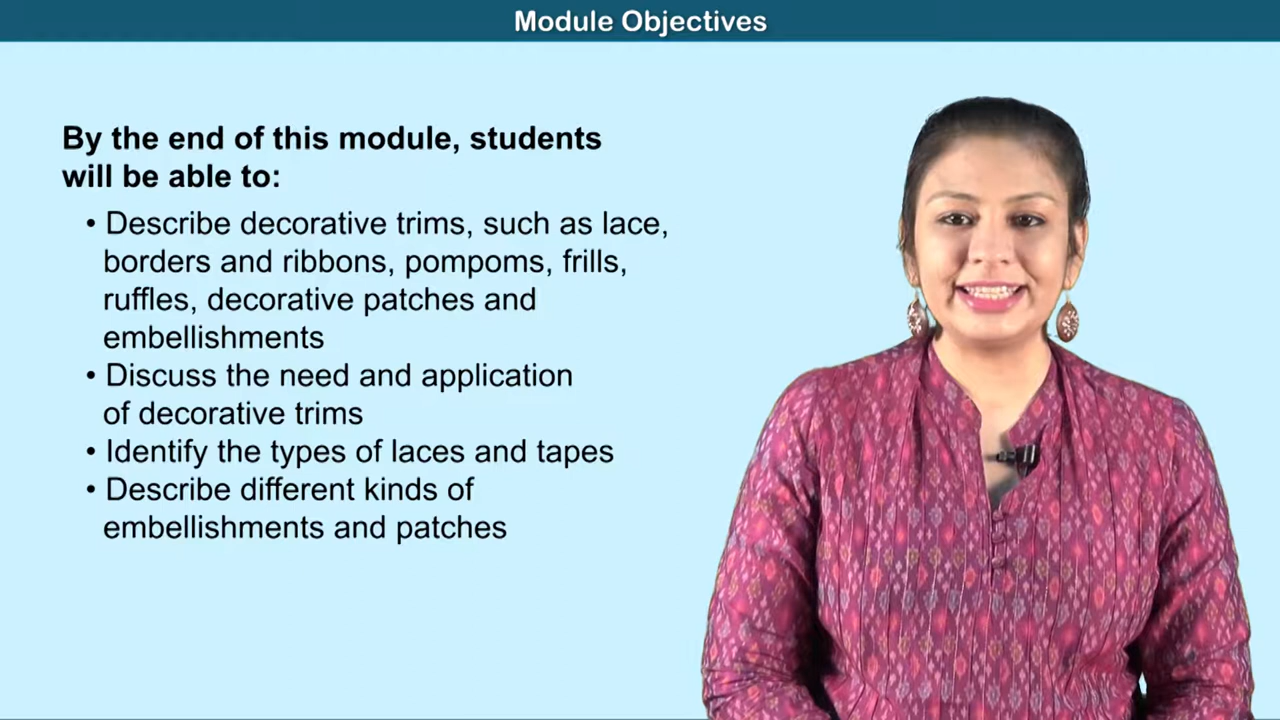 Module Objectives
By the end of this module, students
will be able to:
• Describe decorative trims, such as lace,
borders and ribbons, pompoms, frills,
ruffles, decorative patches and
embellishments
• Discuss the need and application
of decorative trims
• Identify the types of laces and tapes
• Describe different kinds of
embellishments and patches